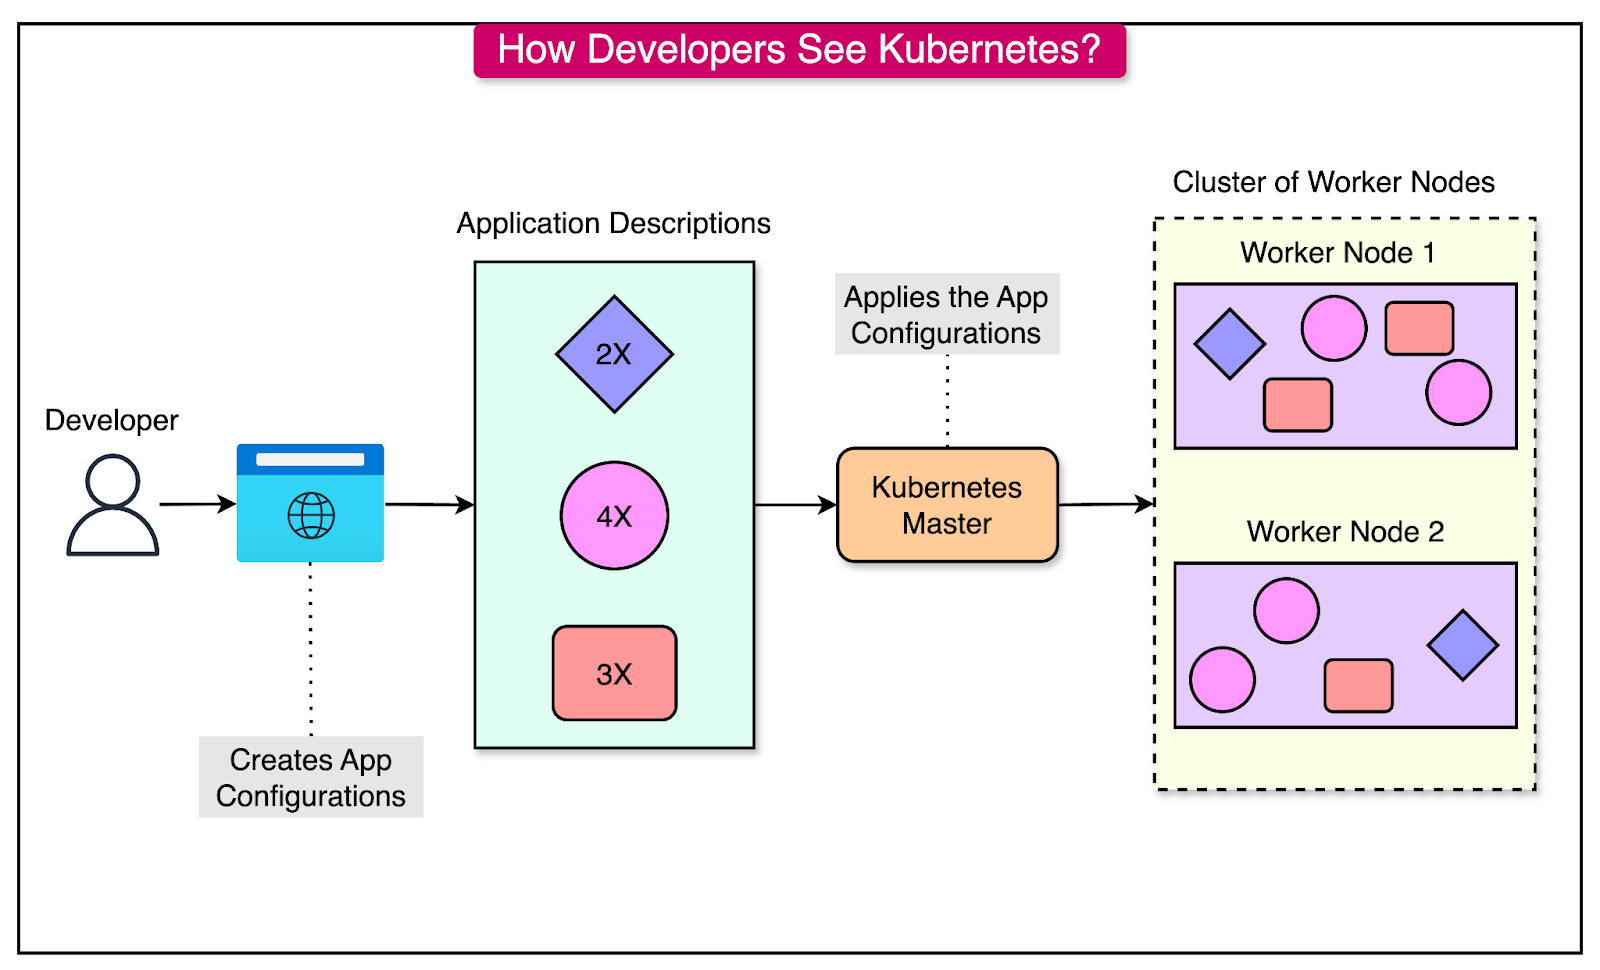 How Developers See Kubernetes?
Developer
Creates App
Configurations
Application Descriptions
2X
4X
3X
Applies the App
Configurations
Kubernetes
Master
Cluster of Worker Nodes
Worker Node 1
Worker Node 2